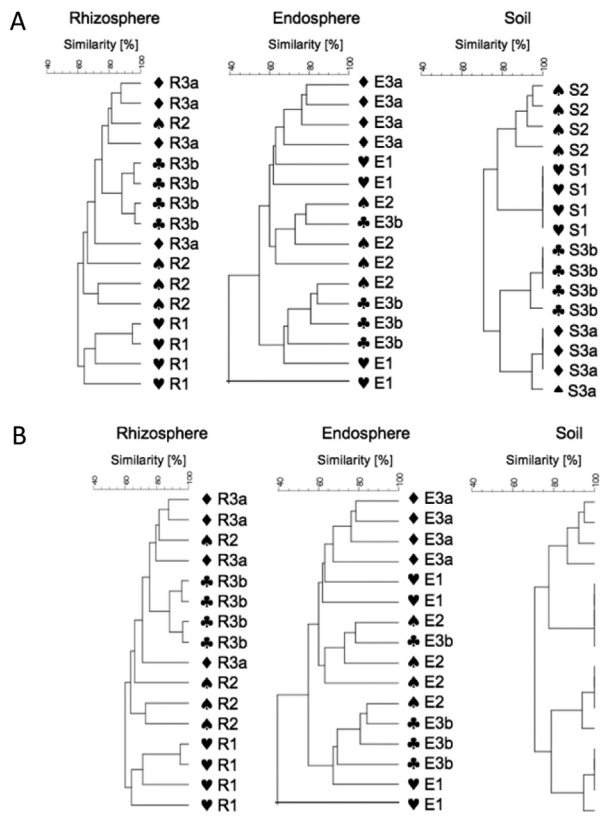 A
Rhizosphere
Endosphere
Soil
Similarity [%]
Similarity [%]
Similarity [%]
40 60 80 100
40 60 80 100
40 60 80 100
♦ R3a
♦ R3a
♠ R2
♦ R3a
♣ R3b
♣ R3b
♣ R3b
♣ R3b
♦ R3a
♠ R2
♠ R2
♠ R2
♥ R1
♥ R1
♥ R1
♥ R1
♦ E3a
♦ E3a
♦ E3a
♦ E3a
♥ E1
♥ E1
♠ E2
♣ E3b
♠ E2
♠ E2
♠ E2
♣ E3b
♣ E3b
♣ E3b
♥ E1
♥ E1
♠ S2
♠ S2
♠ S2
♠ S2
♥ S1
♥ S1
♥ S1
♥ S1
♣ S3b
♣ S3b
♣ S3b
♣ S3b
♦ S3a
♦ S3a
♦ S3a
♦ S3a
B
Rhizosphere
Endosphere
Soil
Similarity [%]
Similarity [%]
Similarity [%]
40 60 80 100
40 60 80 100
40 60 80 100
♦ R3a
♦ R3a
♠ R2
♦ R3a
♣ R3b
♣ R3b
♣ R3b
♣ R3b
♦ R3a
♠ R2
♠ R2
♠ R2
♥ R1
♥ R1
♥ R1
♥ R1
♦ E3a
♦ E3a
♦ E3a
♦ E3a
♥ E1
♥ E1
♠ E2
♣ E3b
♠ E2
♠ E2
♠ E2
♣ E3b
♣ E3b
♣ E3b
♥ E1
♥ E1